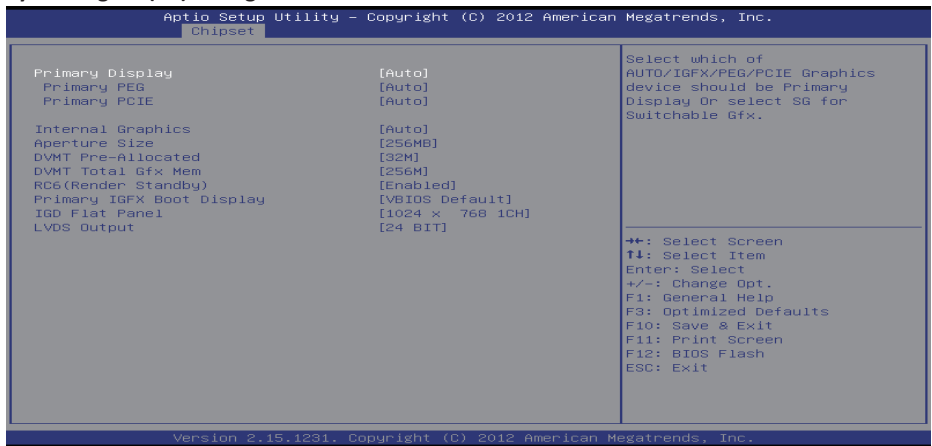 Aptio Setup Utility – Copyright (C) 2012 American Megatrends, Inc.
Chipset
Primary Display [Auto]
Primary PEG [Auto]
Primary PCIE [Auto]
Internal Graphics [Auto]
Aperture Size [256MB]
DVMT Pre-Allocated [32M]
DVMT Total Gfx Mem [256M]
RC6(Render Standby) [Enabled]
Primary IGFX Boot Display [VBIOS Default]
IGD Flat Panel [1024 x 768 1CH]
LVDS Output [24 BIT]
Select which of
AUTO/IGFX/PEG/PCIE Graphics
device should be Primary
Display Or select SG for
Switchable Gfx.
→←: Select Screen
↑↓: Select Item
Enter: Select
+/-: Change Opt.
F1: General Help
F3: Optimized Defaults
F10: Save & Exit
F11: Print Screen
F12: BIOS Flash
ESC: Exit
Version 2.15.1231. Copyright (C) 2012 American Megatrends, Inc.